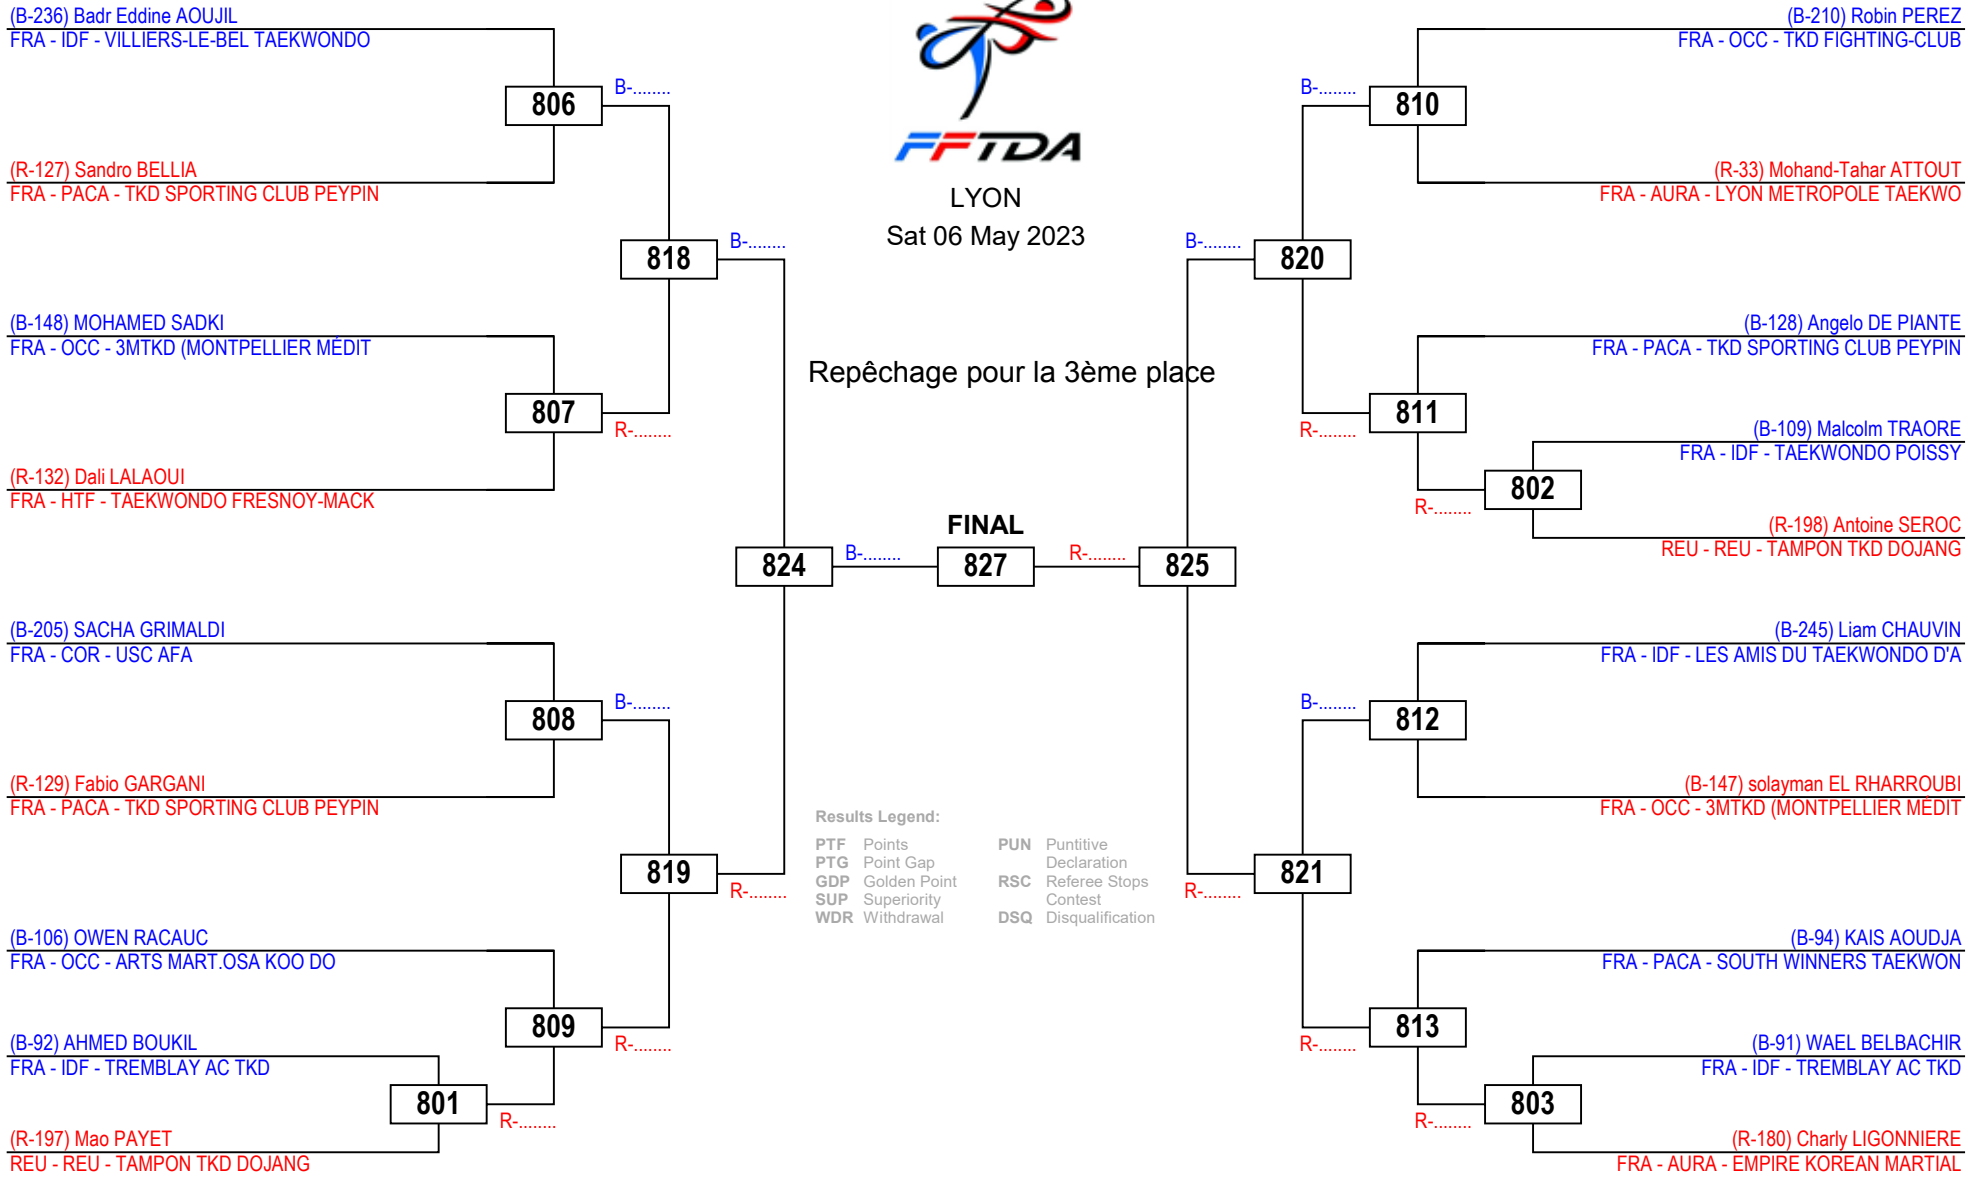 (B-236) Badr Eddine AOUJIL
FRA - IDF - VILLIERS-LE-BEL TAEKWONDO
806
B-........
(R-127) Sandro BELLIA
FRA - PACA - TKD SPORTING CLUB PEYPIN
818
B-........
(B-148) MOHAMED SADKI
FRA - OCC - 3MTKD (MONTPELLIER MÉDIT
807
R-........
(R-132) Dali LALAOUI
FRA - HTF - TAEKWONDO FRESNOY-MACK
824
B-........
(B-205) SACHA GRIMALDI
FRA - COR - USC AFA
808
B-........
(R-129) Fabio GARGANI
FRA - PACA - TKD SPORTING CLUB PEYPIN
819
R-........
(B-106) OWEN RACAUC
FRA - OCC - ARTS MART.OSA KOO DO
809
R-........
(B-92) AHMED BOUKIL
FRA - IDF - TREMBLAY AC TKD
801
R-........
(R-197) Mao PAYET
REU - REU - TAMPON TKD DOJANG
FFTDA
LYON
Sat 06 May 2023
Repêchage pour la 3ème place
FINAL
827
Results Legend:
PTF Points
PTG Point Gap
GDP Golden Point
SUP Superiority
WDR Withdrawal
PUN Puntitive
Declaration
RSC Referee Stops
Contest
DSQ Disqualification
(B-210) Robin PEREZ
FRA - OCC - TKD FIGHTING-CLUB
B-........
810
(R-33) Mohand-Tahar ATTOUT
FRA - AURA - LYON METROPOLE TAEKWO
B-........
820
(B-128) Angelo DE PIANTE
FRA - PACA - TKD SPORTING CLUB PEYPIN
R-........
811
(B-109) Malcolm TRAORE
FRA - IDF - TAEKWONDO POISSY
R-........
802
(R-198) Antoine SEROC
REU - REU - TAMPON TKD DOJANG
R-........
825
(B-245) Liam CHAUVIN
FRA - IDF - LES AMIS DU TAEKWONDO D'A
B-........
812
(B-147) solayman EL RHARROUBI
FRA - OCC - 3MTKD (MONTPELLIER MÉDIT
R-........
821
(B-94) KAIS AOUDJA
FRA - PACA - SOUTH WINNERS TAEKWON
R-........
813
(B-91) WAEL BELBACHIR
FRA - IDF - TREMBLAY AC TKD
R-........
803
(R-180) Charly LIGONNIERE
FRA - AURA - EMPIRE KOREAN MARTIAL